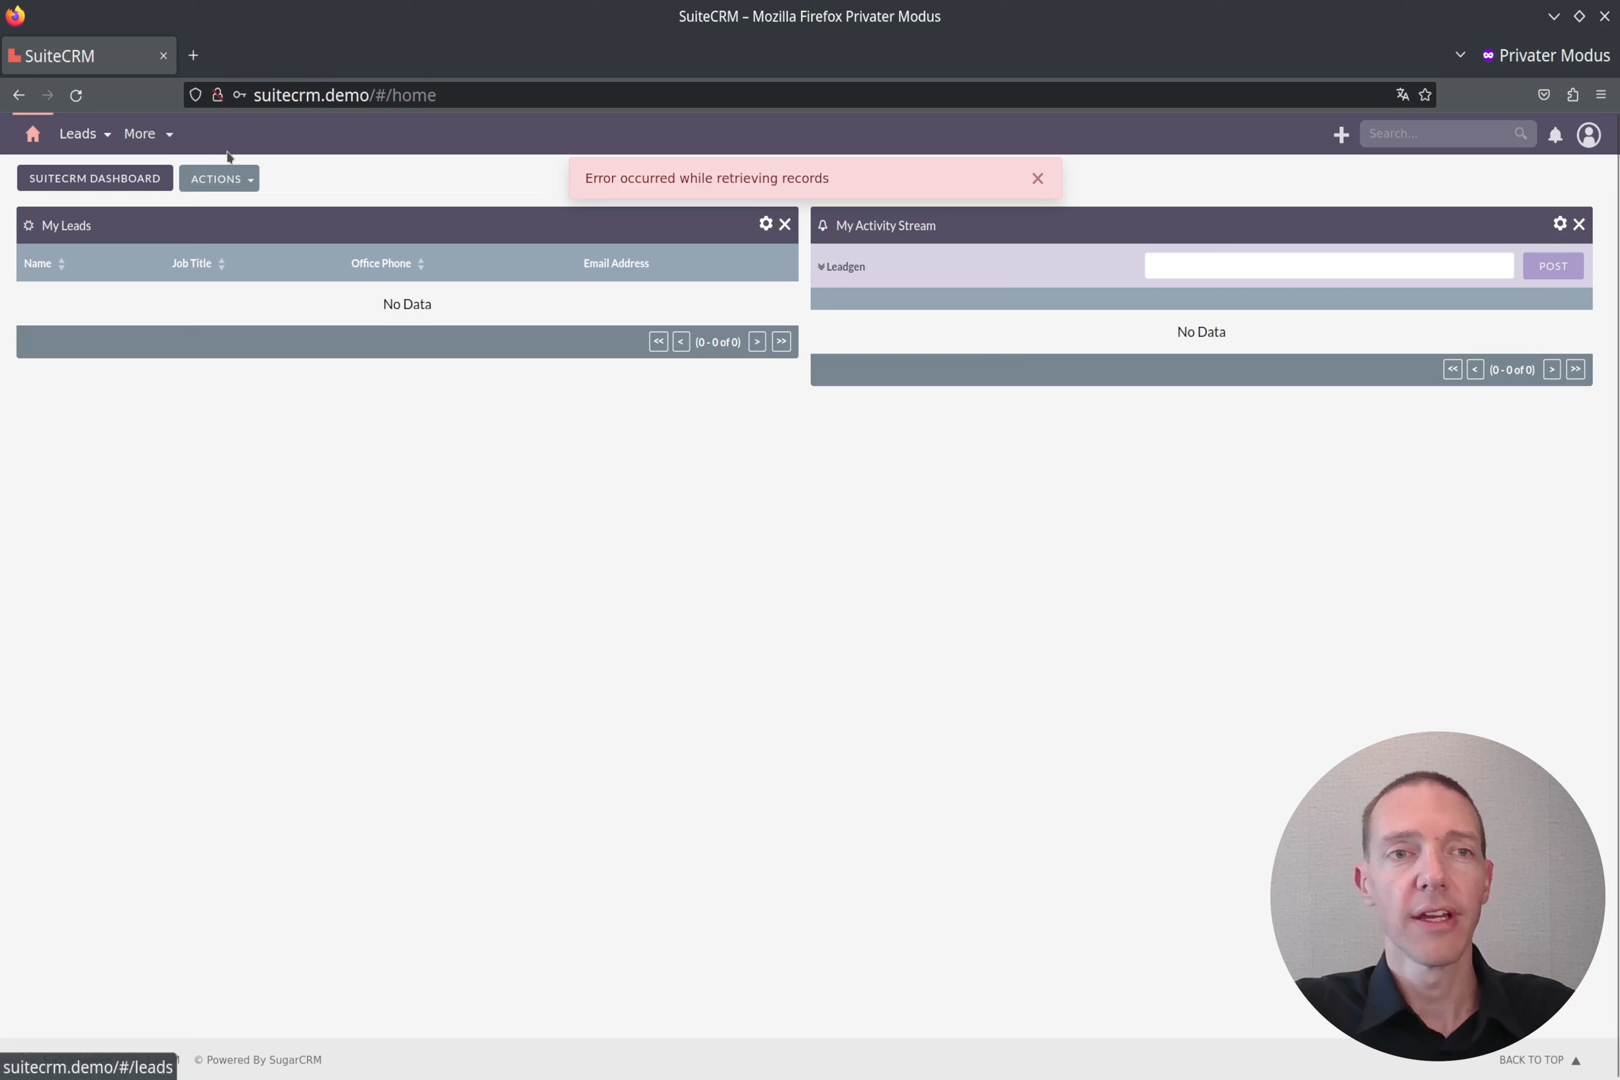 SuiteCRM – Mozilla Firefox Privater Modus
SuiteCRM
Privater Modus
suitecrm.demo/#/home
Leads
More
Search...
SUITECRM DASHBOARD
ACTIONS
Error occurred while retrieving records
My Leads
Name
Job Title
Office Phone
Email Address
No Data
<< < (0 - 0 of 0) > >>
My Activity Stream
Leadgen
POST
No Data
<< < (0 - 0 of 0) > >>
© Powered By SugarCRM
BACK TO TOP
suitecrm.demo/#/leads